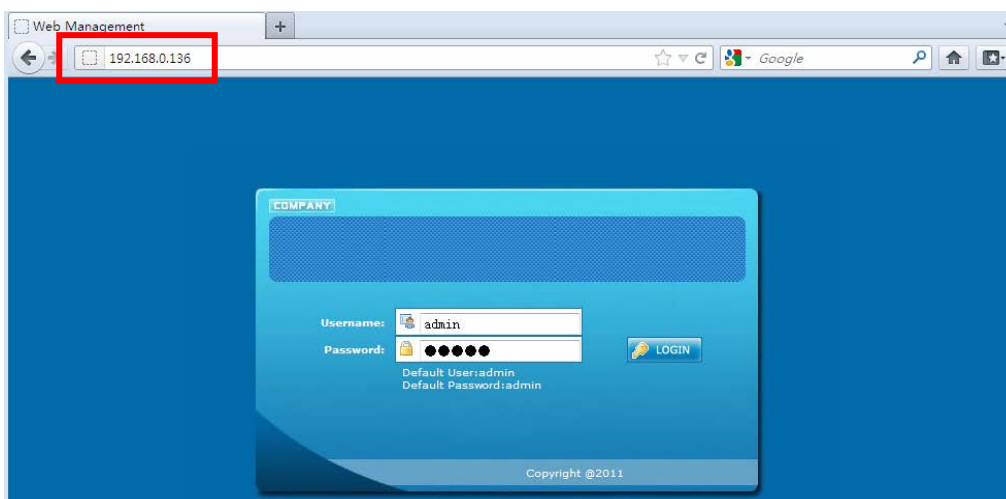 Web Management
+
192.168.0.136
Google
COMPANY
Username: admin
Password: ●●●●●
LOGIN
Default User:admin
Default Password:admin
Copyright @2011